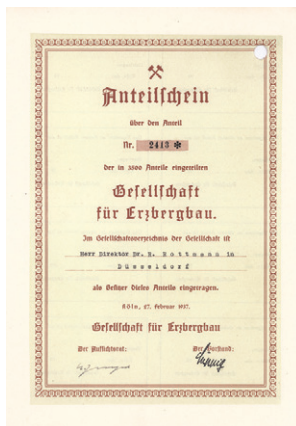 Anteilschein
über den Anteil
Nr. 2413 *
der in 3500 Anteile eingeteilten
Gesellschaft
für Erzbergbau.
Im Gesellschaftsverzeichnis der Gesellschaft ist
Herr Direktor Dr. H. Rottmann in
Düsseldorf
als Besitzer dieses Anteils eingetragen.
Köln, 27. Februar 1937.
Gesellschaft für Erzbergbau
Der Aufsichtsrat: Der Vorstand: